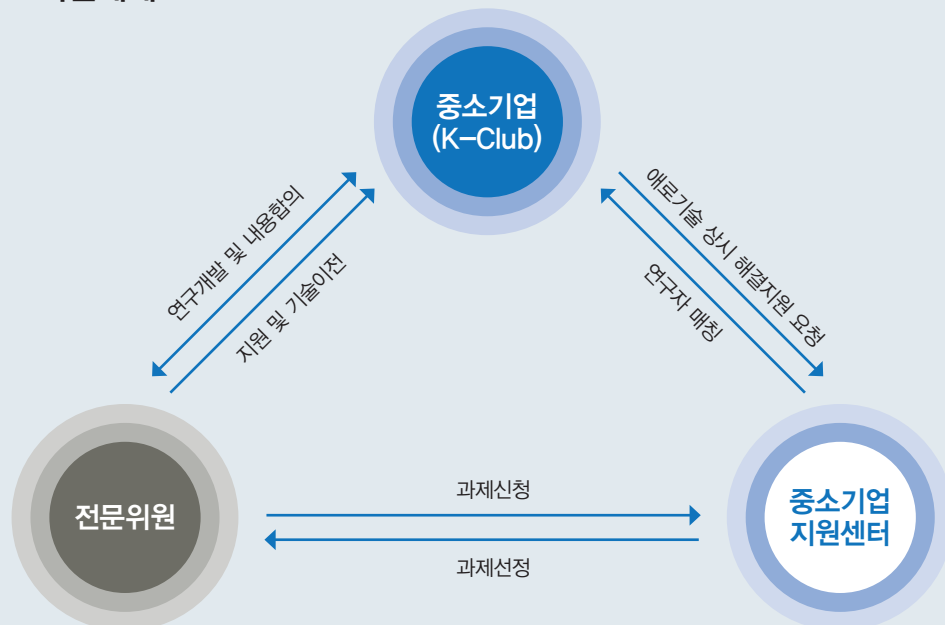 중소기업
(K-Club)
연구개발 및 내용합의
지원 및 기술이전
애로기술 상시 해결지원 요청
연구자 매칭
전문위원
과제신청
과제선정
중소기업
지원센터